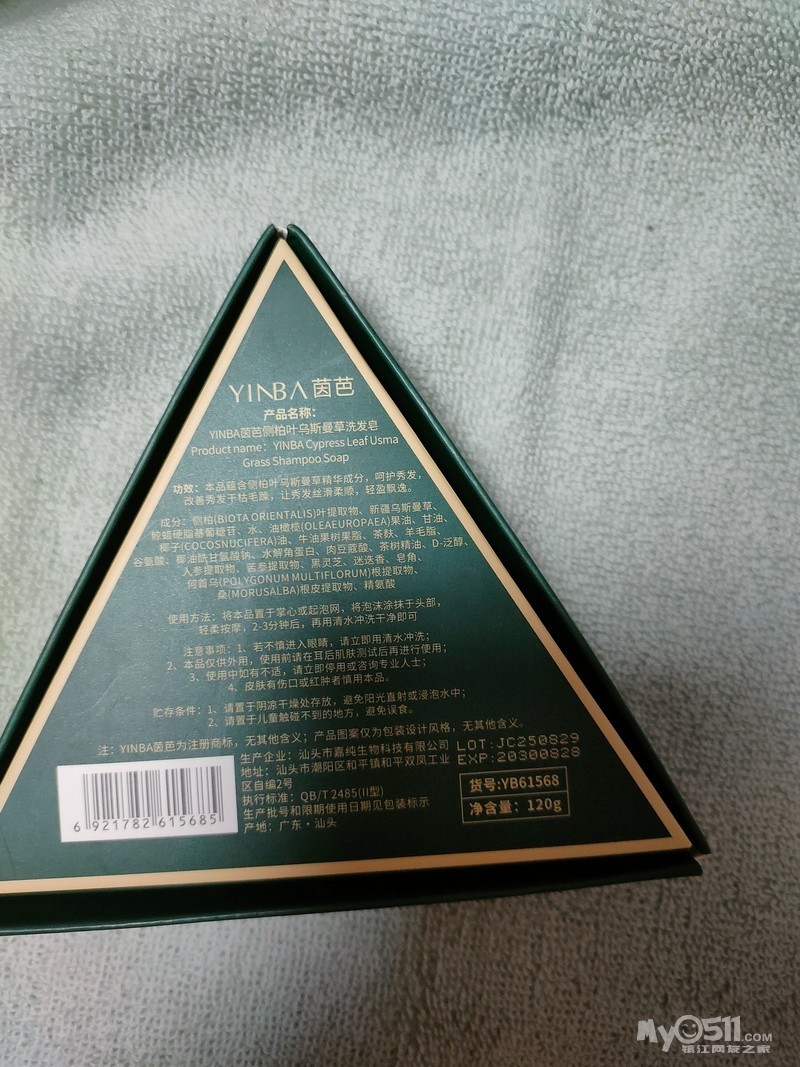 YINBA 茵芭
产品名称：
YINBA茵芭侧柏叶乌斯曼草洗发皂
Product name：YINBA Cypress Leaf Usma
Grass Shampoo Soap
功效：本品蕴含侧柏叶乌斯曼草精华成分，呵护秀发，
改善秀发干枯毛躁，让秀发丝滑柔顺，轻盈飘逸。
成分：侧柏(BIOTA ORIENTALIS)叶提取物、新疆乌斯曼草、
鲸蜡硬脂基葡糖苷、水、油橄榄(OLEAEUROPAEA)果油、甘油、
椰子(COCOSNUCIFERA)油、牛油果树果脂、茶麸、羊毛脂、
谷氨酸、椰油酰甘氨酸钠、水解角蛋白、肉豆蔻酸、茶树精油、D-泛醇、
人参提取物、苦参提取物、黑灵芝、迷迭香、皂角、
何首乌(POLYGONUM MULTIFLORUM)根提取物、
桑(MORUSALBA)根皮提取物、精氨酸
使用方法：将本品置于掌心或起泡网，将泡沫涂抹于头部，
轻柔按摩，2-3分钟后，再用清水冲洗干净即可
注意事项：1、若不慎进入眼睛，请立即用清水冲洗；
2、本品仅供外用，使用前请在耳后肌肤测试后再进行使用；
3、使用中如有不适，请立即停用或咨询专业人士；
4、皮肤有伤口或红肿者慎用本品。
贮存条件：1、请置于阴凉干燥处存放，避免阳光直射或浸泡水中；
2、请置于儿童触碰不到的地方，避免误食。
注：YINBA茵芭为注册商标，无其他含义；产品图案仅为包装设计风格，无其他含义。
生产企业：汕头市嘉纯生物科技有限公司
地址：汕头市潮阳区和平镇和平双凤工业
区自编2号
执行标准：QB/T 2485(II型)
生产批号和限期使用日期见包装标示
产地：广东·汕头
LOT:JC250829
EXP:20300828
货号:YB61568
净含量：120g
6 921782 615685
My0511.COM
镇江网友之家